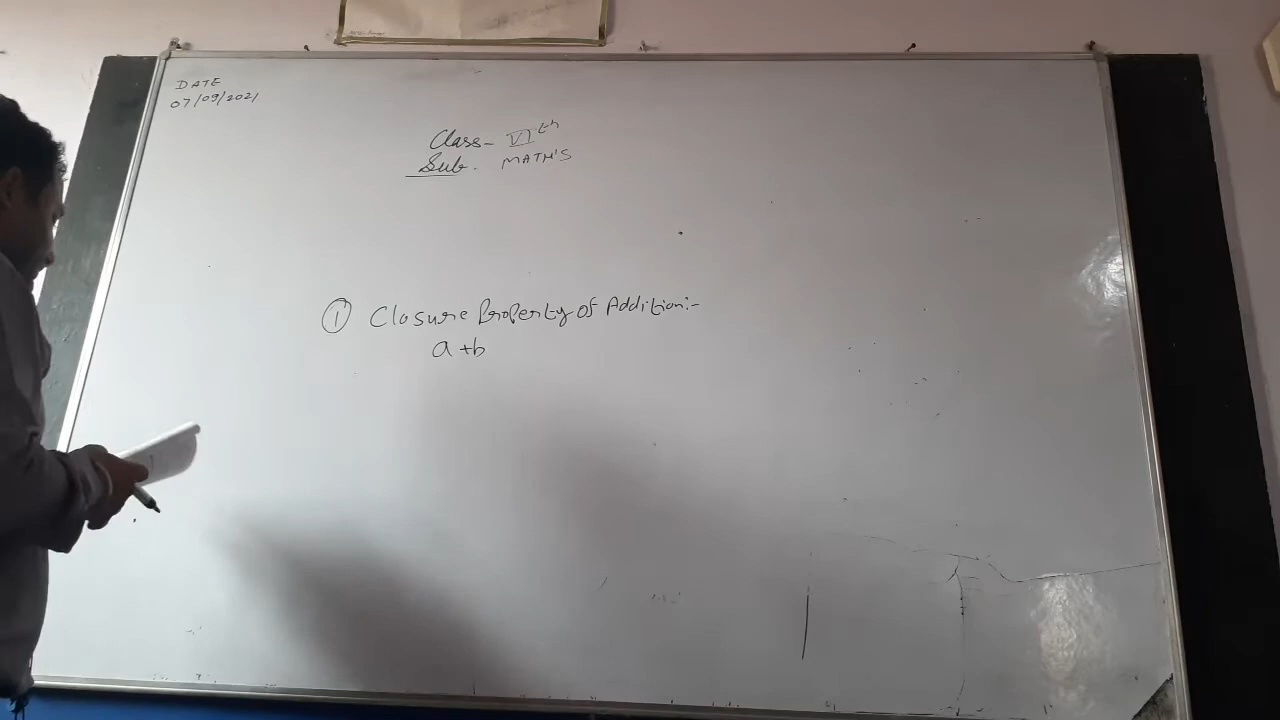 DATE
07/09/2021
Class- VIth
Sub. MATH'S
① Closure Property of Addition:-
a+b